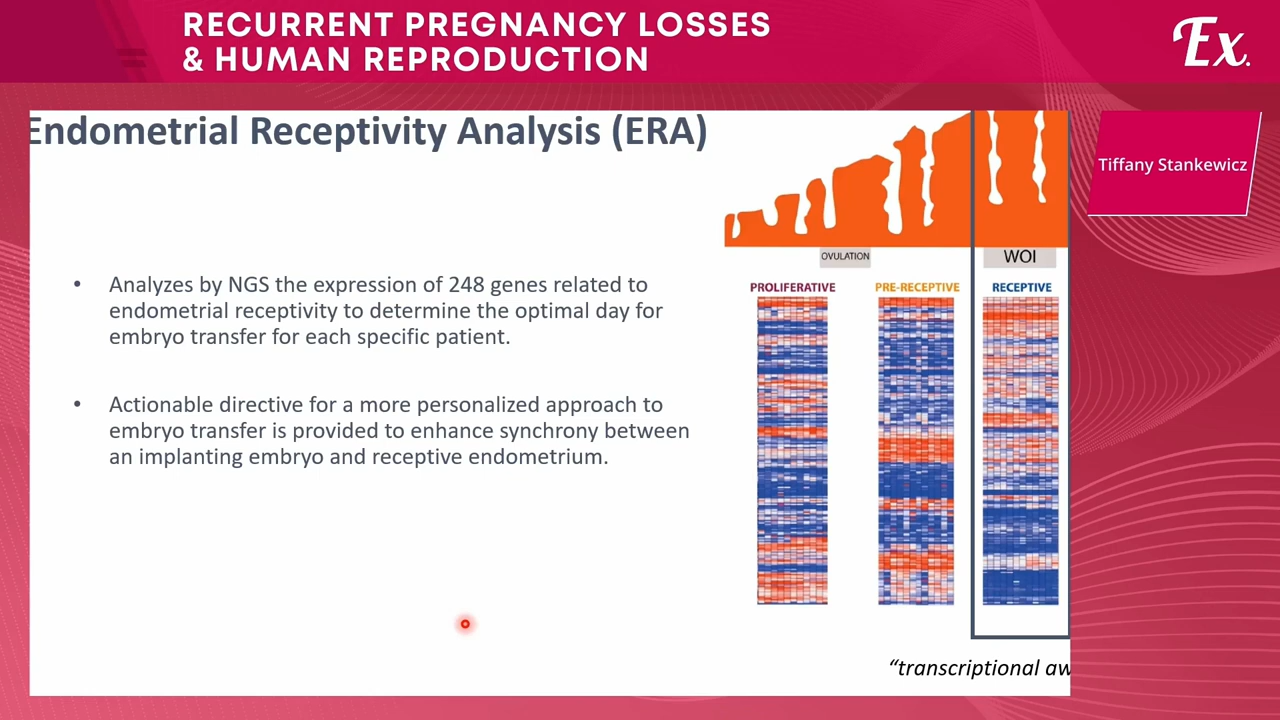 RECURRENT PREGNANCY LOSSES
& HUMAN REPRODUCTION
Ex.
Tiffany Stankewicz
Endometrial Receptivity Analysis (ERA)
• Analyzes by NGS the expression of 248 genes related to
endometrial receptivity to determine the optimal day for
embryo transfer for each specific patient.
• Actionable directive for a more personalized approach to
embryo transfer is provided to enhance synchrony between
an implanting embryo and receptive endometrium.
OVULATION
WOI
PROLIFERATIVE
PRE-RECEPTIVE
RECEPTIVE
“transcriptional aw